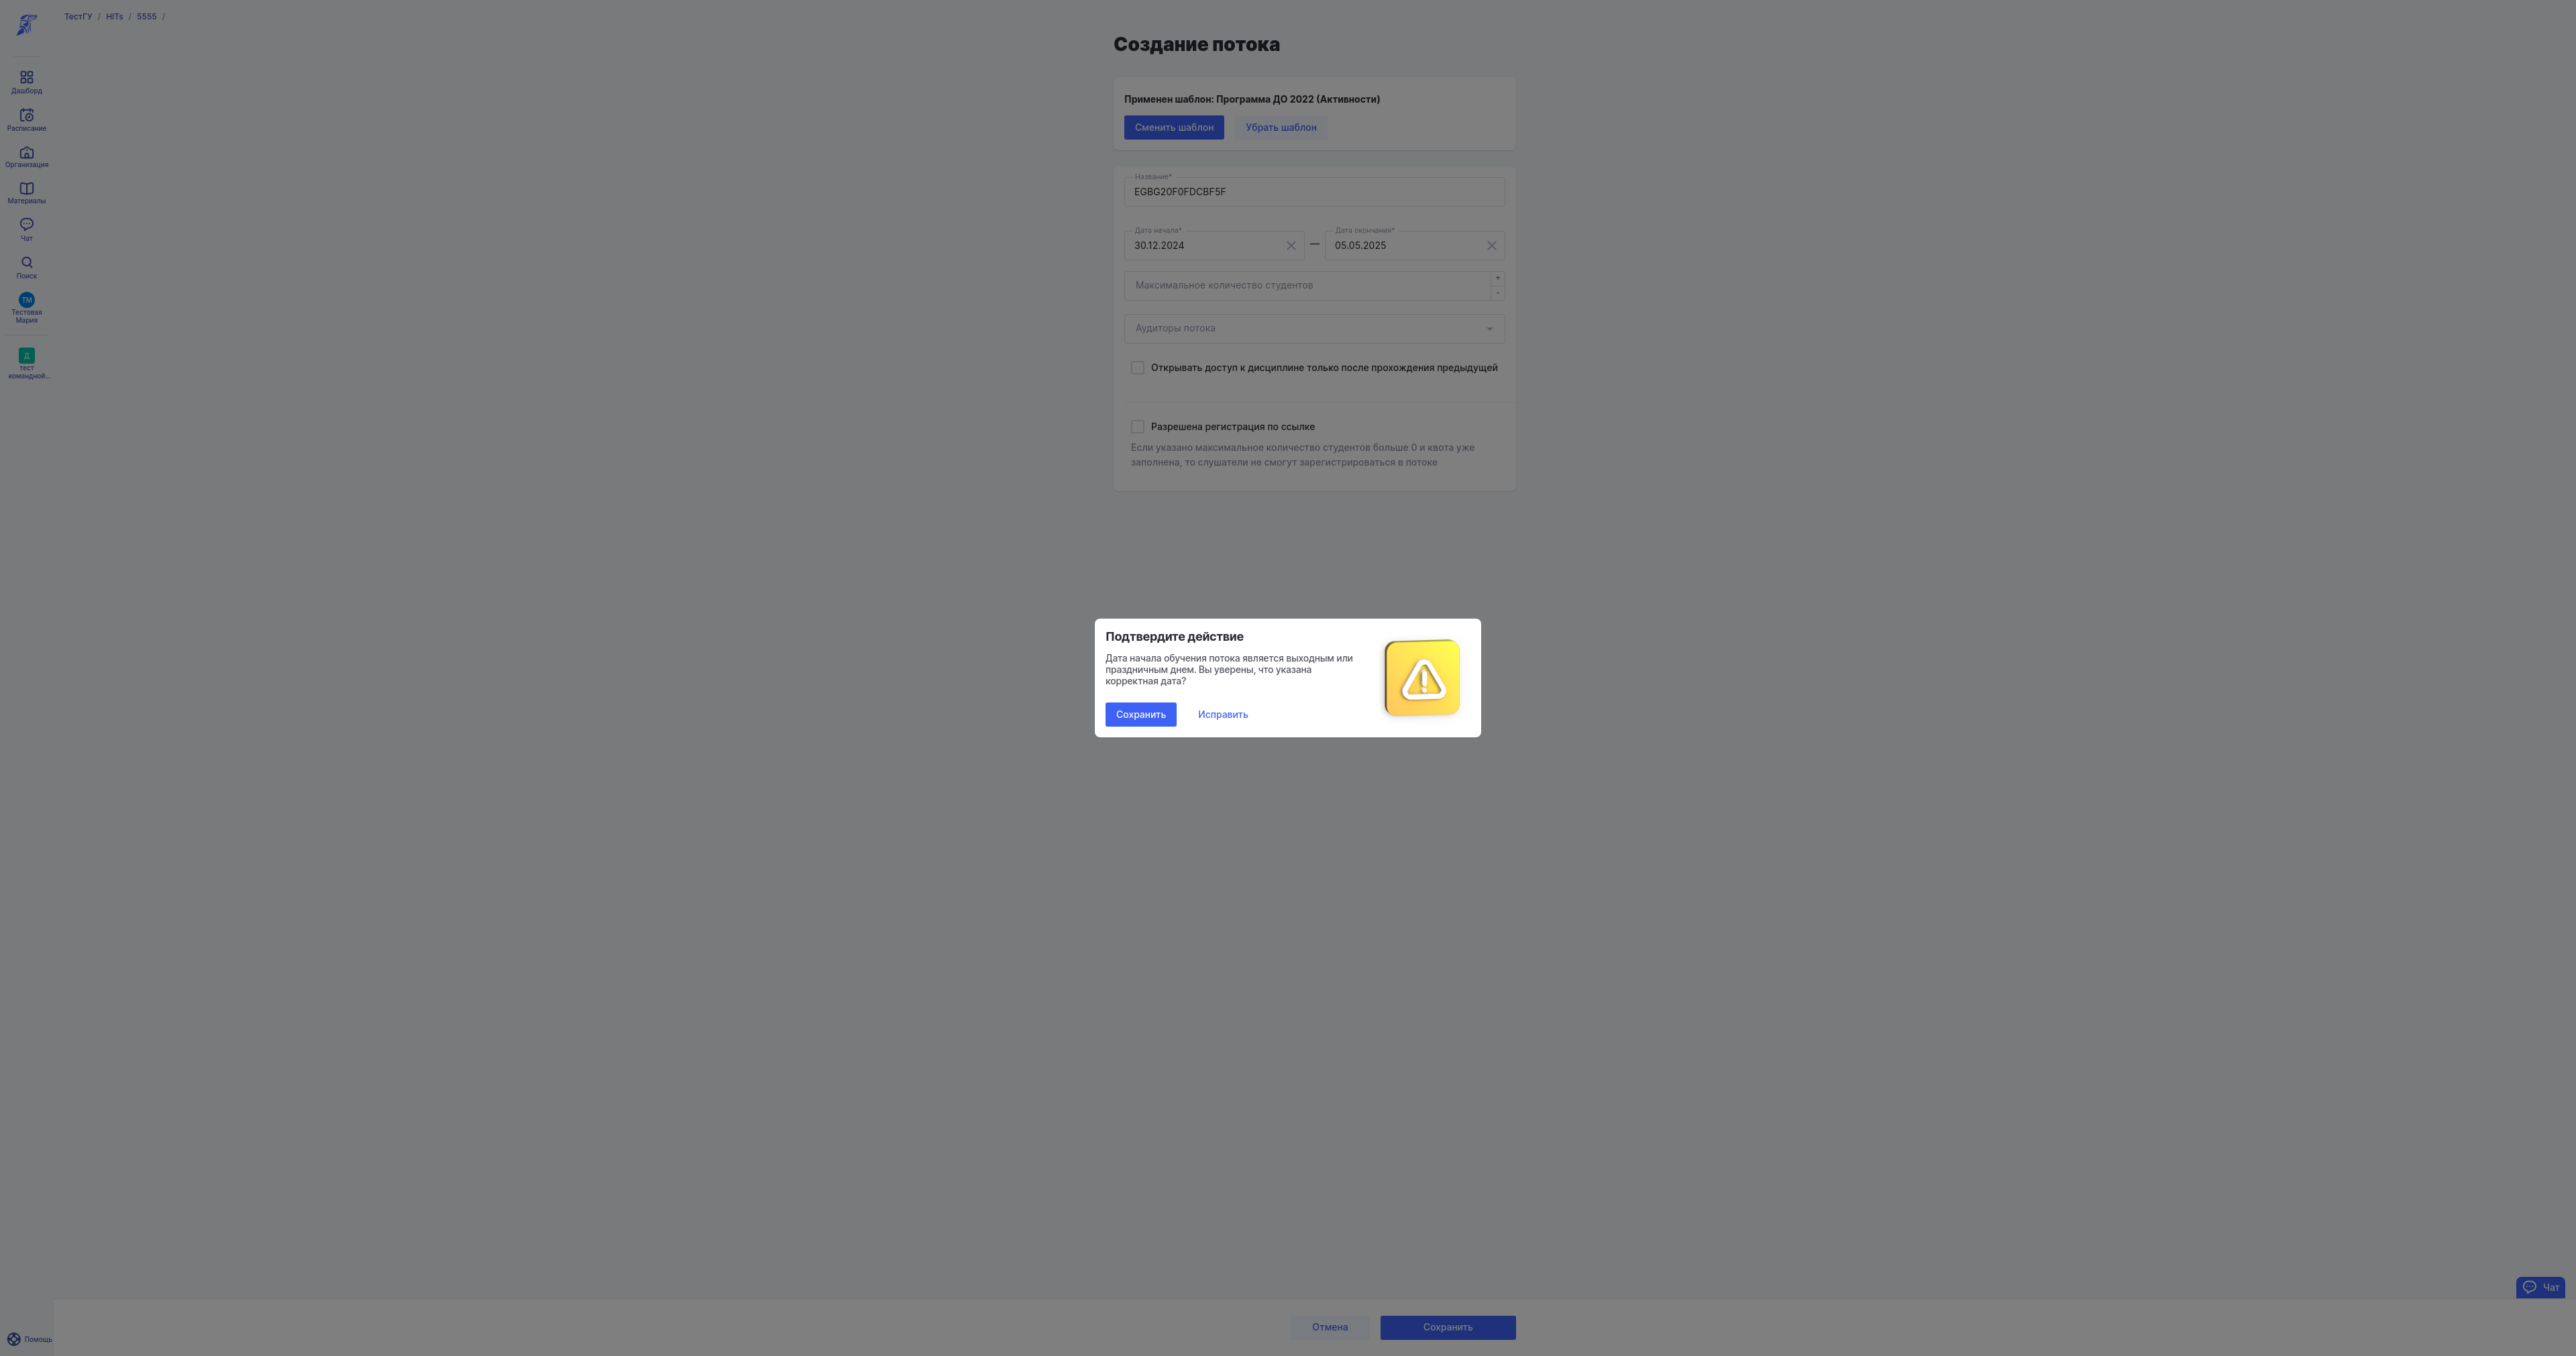 ТестГУ / HITs / 5555 /
Дашборд
Расписание
Организация
Материалы
Чат
Поиск
ТМ
Тестовая
Мария
Д
тест
командной...
Помощь
Создание потока
Применен шаблон: Программа ДО 2022 (Активности)
Сменить шаблон
Убрать шаблон
Название*
EGBG20F0FDCBF5F
Дата начала*
30.12.2024
—
Дата окончания*
05.05.2025
Максимальное количество студентов
+
-
Аудиторы потока
Открывать доступ к дисциплине только после прохождения предыдущей
Разрешена регистрация по ссылке
Если указано максимальное количество студентов больше 0 и квота уже
заполнена, то слушатели не смогут зарегистрироваться в потоке
Подтвердите действие
Дата начала обучения потока является выходным или
праздничным днем. Вы уверены, что указана
корректная дата?
Сохранить
Исправить
Чат
Отмена
Сохранить